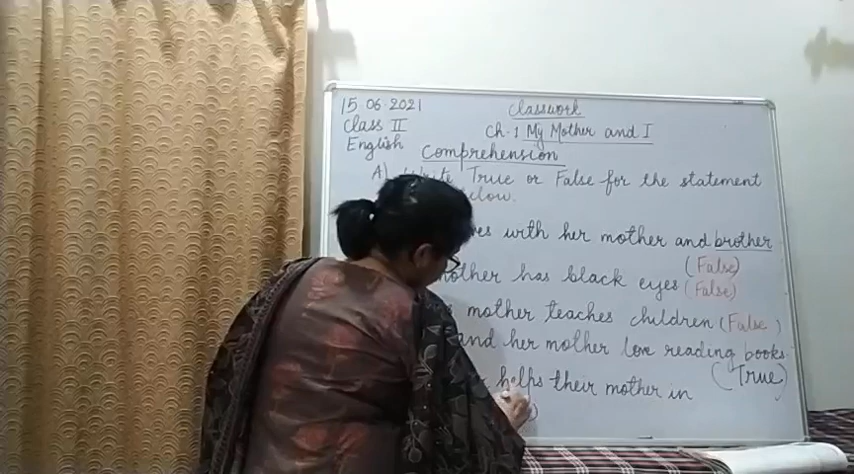 15.06.2021 Classwork
Class II Ch-1 My Mother and I
English
Comprehension
A) Write True or False for the statement
below.
with her mother and brother
(False)
mother has black eyes (False)
mother teaches children (False)
and her mother love reading books.
(True)
helps their mother in